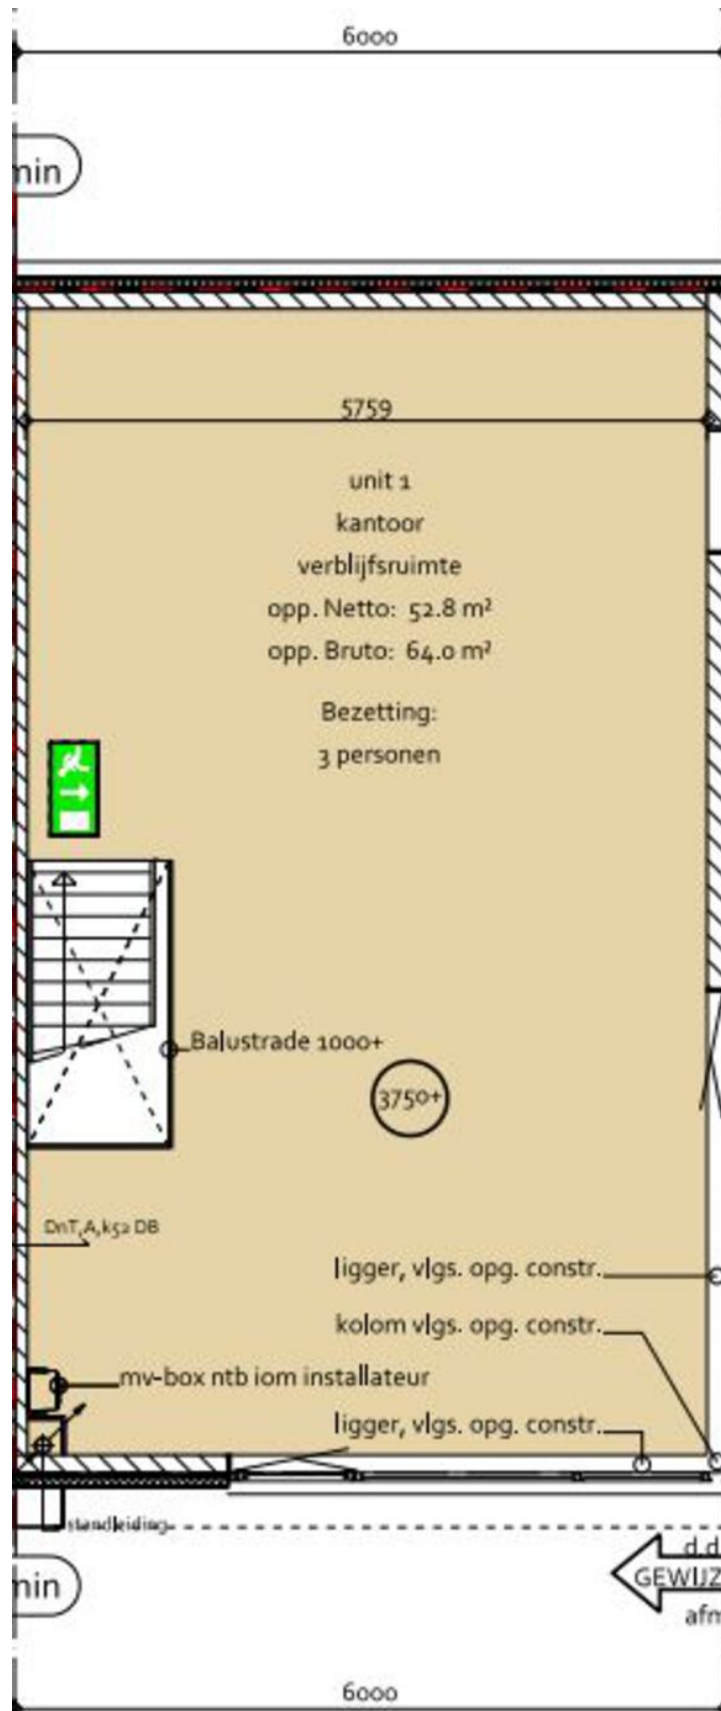 6000
min
5759
unit 1
kantoor
verblijfsruimte
opp. Netto: 52.8 m²
opp. Bruto: 64.0 m²
Bezetting:
3 personen
Balustrade 1000+
3750+
DnT,A,k52 DB
ligger, vlgs. opg. constr.
kolom vlgs. opg. constr.
mv-box ntb iom installateur
ligger, vlgs. opg. constr.
standleiding
d.d
min
GEWIJZ
afm
6000